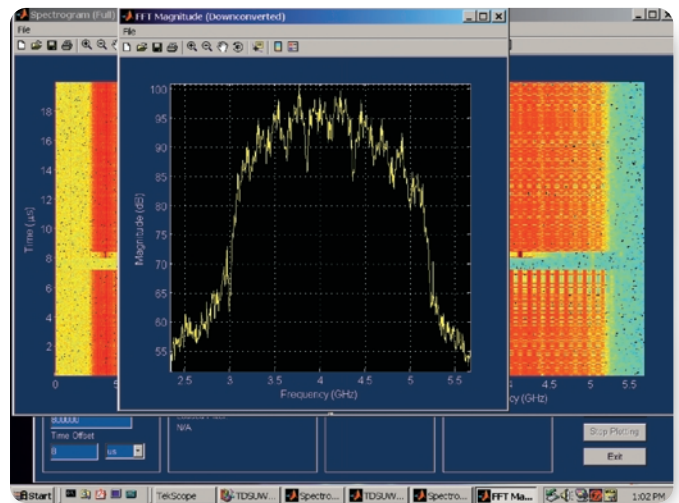 Spectrogram (Full)
FFT Magnitude (Downconverted)
File
File
100
95
90
85
80
75
70
65
60
55
Magnitude (dB)
2.5 3 3.5 4 4.5 5 5.5
Frequency (GHz)
18
16
14
12
10
8
6
4
2
Time (µs)
0
4 4.5 5 5.5
Time Offset
0 us
N/A
Stop Plotting
Exit
Start
TekScope
TDSUW...
Spectro...
TDSUW...
Spectro...
FFT Ma...
1:02 PM